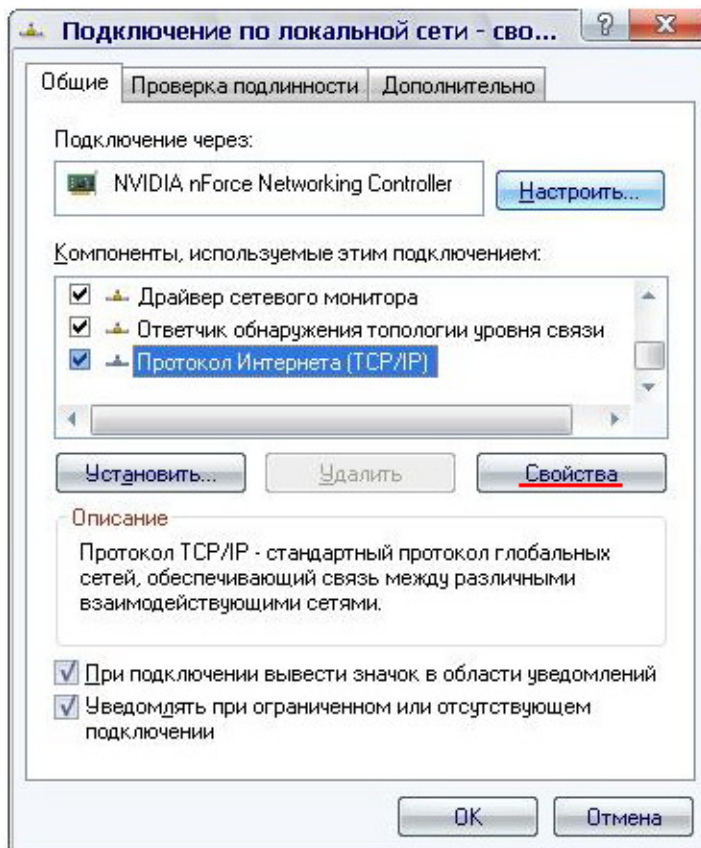 Подключение по локальной сети - сво...
Общие
Проверка подлинности
Дополнительно
Подключение через:
NVIDIA nForce Networking Controller
Настроить...
Компоненты, используемые этим подключением:
Драйвер сетевого монитора
Ответчик обнаружения топологии уровня связи
Протокол Интернета (TCP/IP)
Установить...
Удалить
Свойства
Описание
Протокол TCP/IP - стандартный протокол глобальных
сетей, обеспечивающий связь между различными
взаимодействующими сетями.
При подключении вывести значок в области уведомлений
Уведомлять при ограниченном или отсутствующем
подключении
OK
Отмена